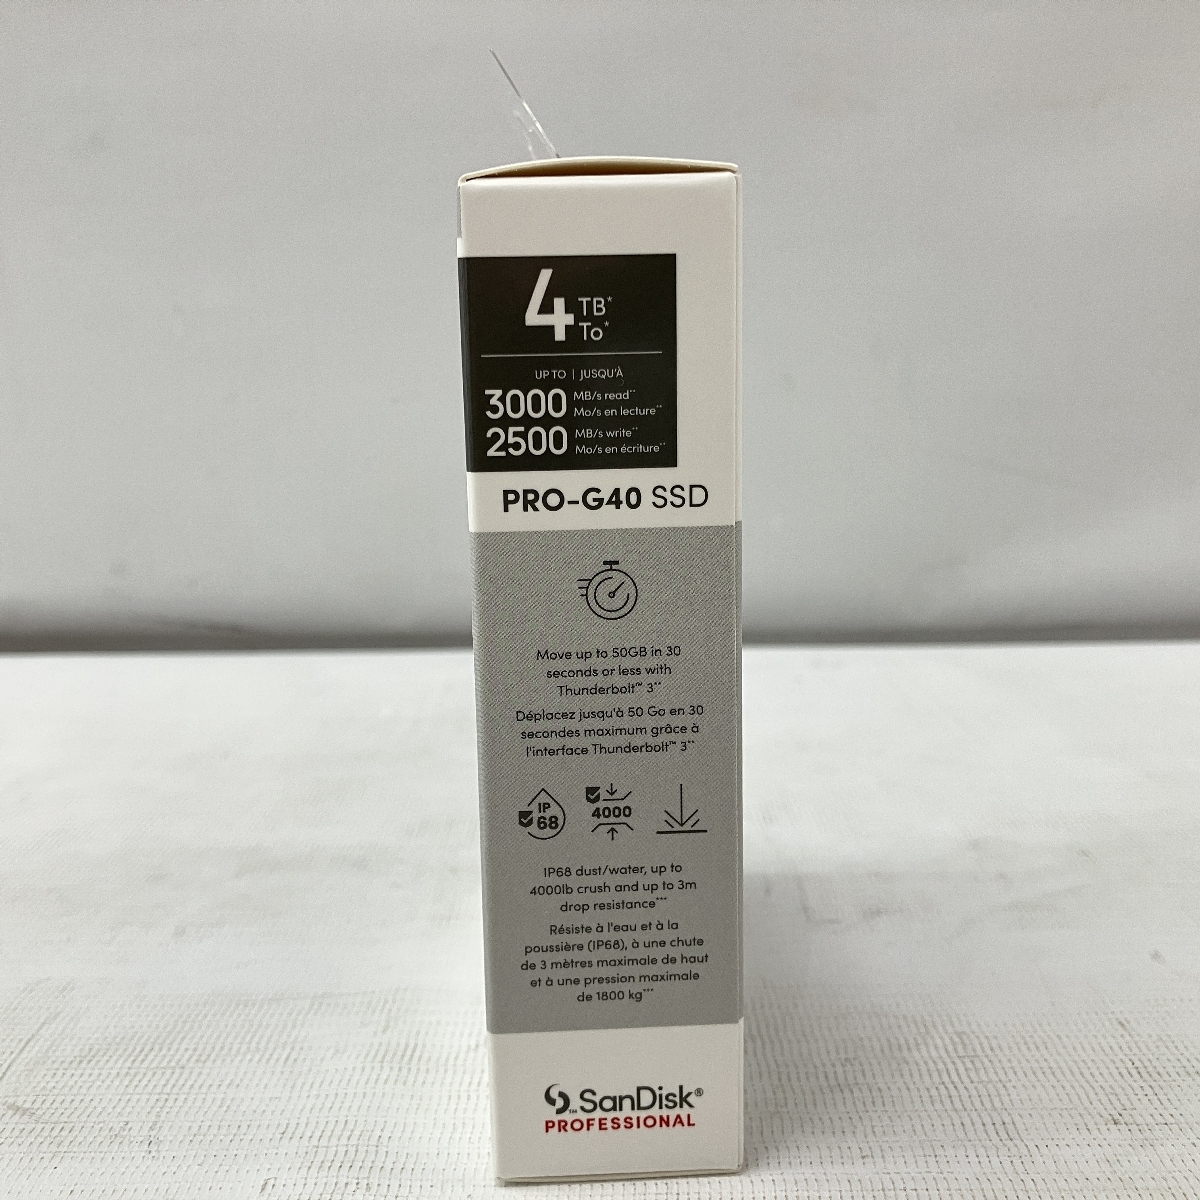 4 TB*
To*
UP TO | JUSQU'À
3000 MB/s read**
Mo/s en lecture**
2500 MB/s write**
Mo/s en écriture**
PRO-G40 SSD
Move up to 50GB in 30
seconds or less with
Thunderbolt™ 3**
Déplacez jusqu'à 50 Go en 30
secondes maximum grâce à
l'interface Thunderbolt™ 3**
IP
68
4000
IP68 dust/water, up to
4000lb crush and up to 3m
drop resistance***
Résiste à l'eau et à la
poussière (IP68), à une chute
de 3 mètres maximale de haut
et à une pression maximale
de 1800 kg***
SanDisk®
PROFESSIONAL